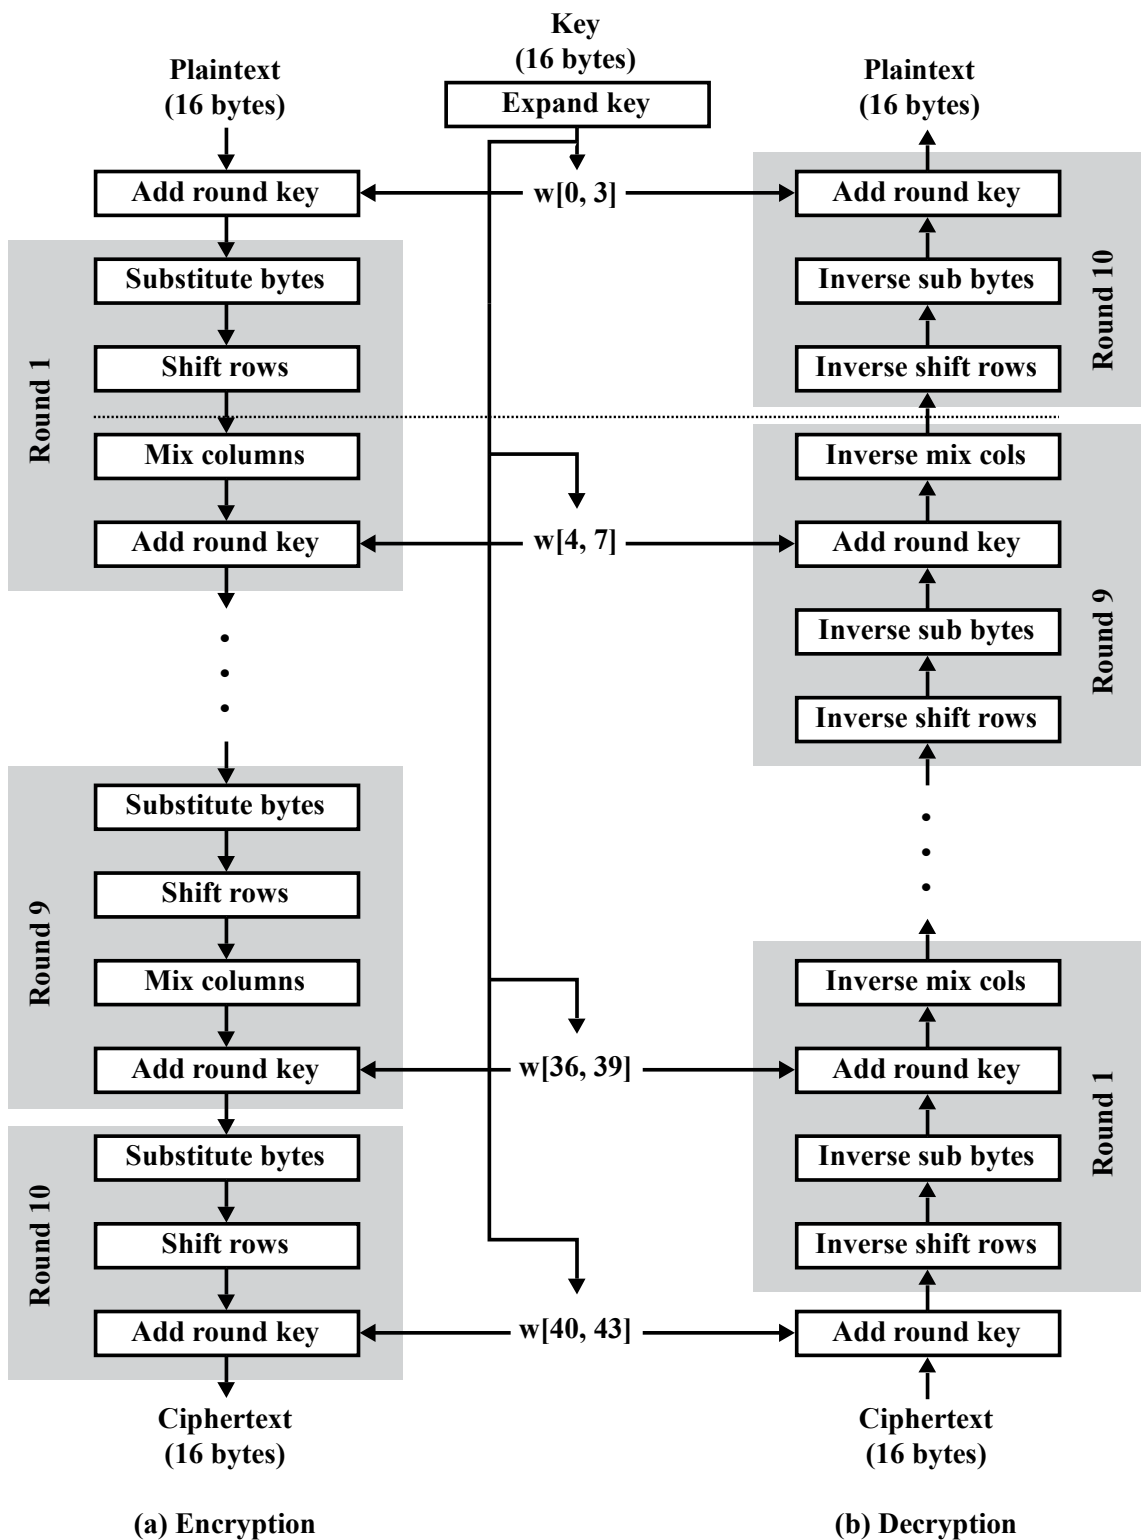 Key
(16 bytes)
Plaintext
(16 bytes)
Expand key
Plaintext
(16 bytes)
Add round key
w[0, 3]
Add round key
Substitute bytes
Inverse sub bytes
Shift rows
Inverse shift rows
Round 1
Round 10
Mix columns
Inverse mix cols
Add round key
w[4, 7]
Add round key
Inverse sub bytes
Inverse shift rows
Round 9
Substitute bytes
Shift rows
Mix columns
Inverse mix cols
Round 9
Add round key
w[36, 39]
Add round key
Substitute bytes
Inverse sub bytes
Round 1
Shift rows
Inverse shift rows
Round 10
Add round key
w[40, 43]
Add round key
Ciphertext
(16 bytes)
Ciphertext
(16 bytes)
(a) Encryption
(b) Decryption